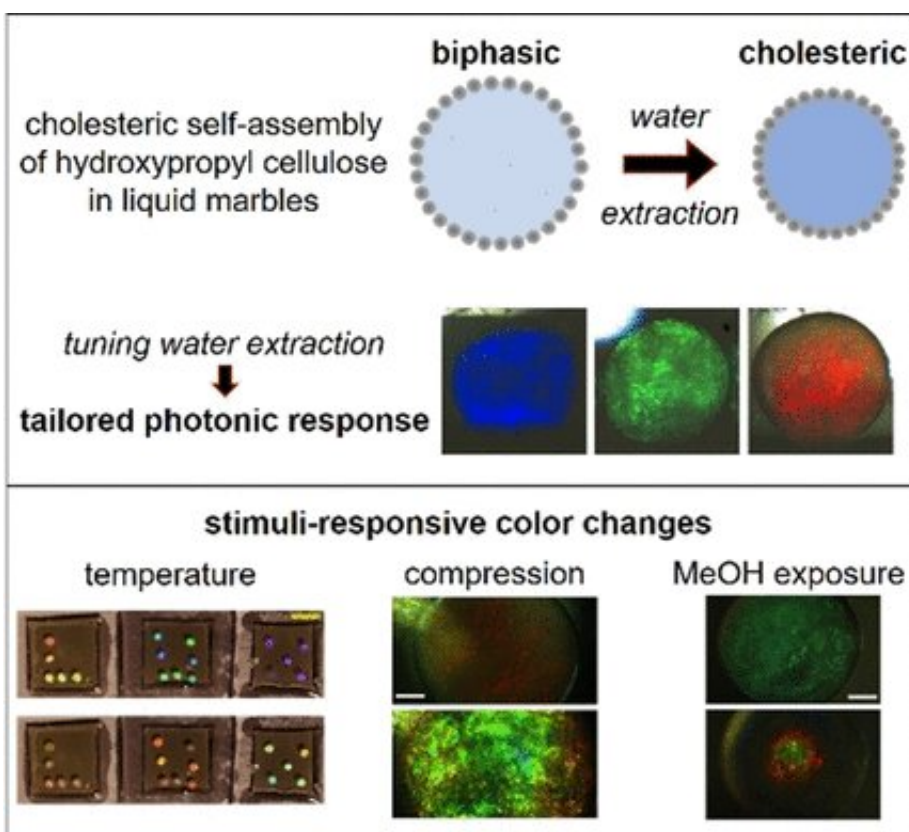 biphasic
cholesteric
cholesteric self-assembly
of hydroxypropyl cellulose
in liquid marbles
water
extraction
tuning water extraction
tailored photonic response
stimuli-responsive color changes
temperature
compression
MeOH exposure